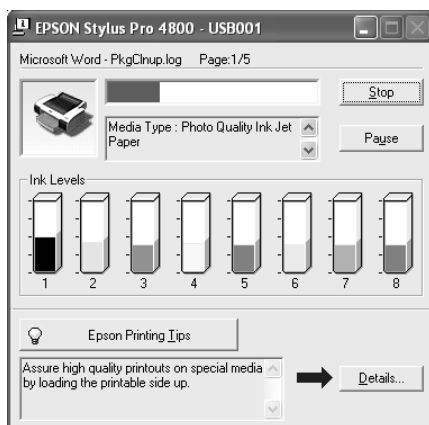 EPSON Stylus Pro 4800 - USB001
Microsoft Word - PkgClnup.log Page:1/5
Stop
Media Type : Photo Quality Ink Jet
Paper
Pause
Ink Levels
1 2 3 4 5 6 7 8
Epson Printing Tips
Assure high quality printouts on special media
by loading the printable side up.
Details...